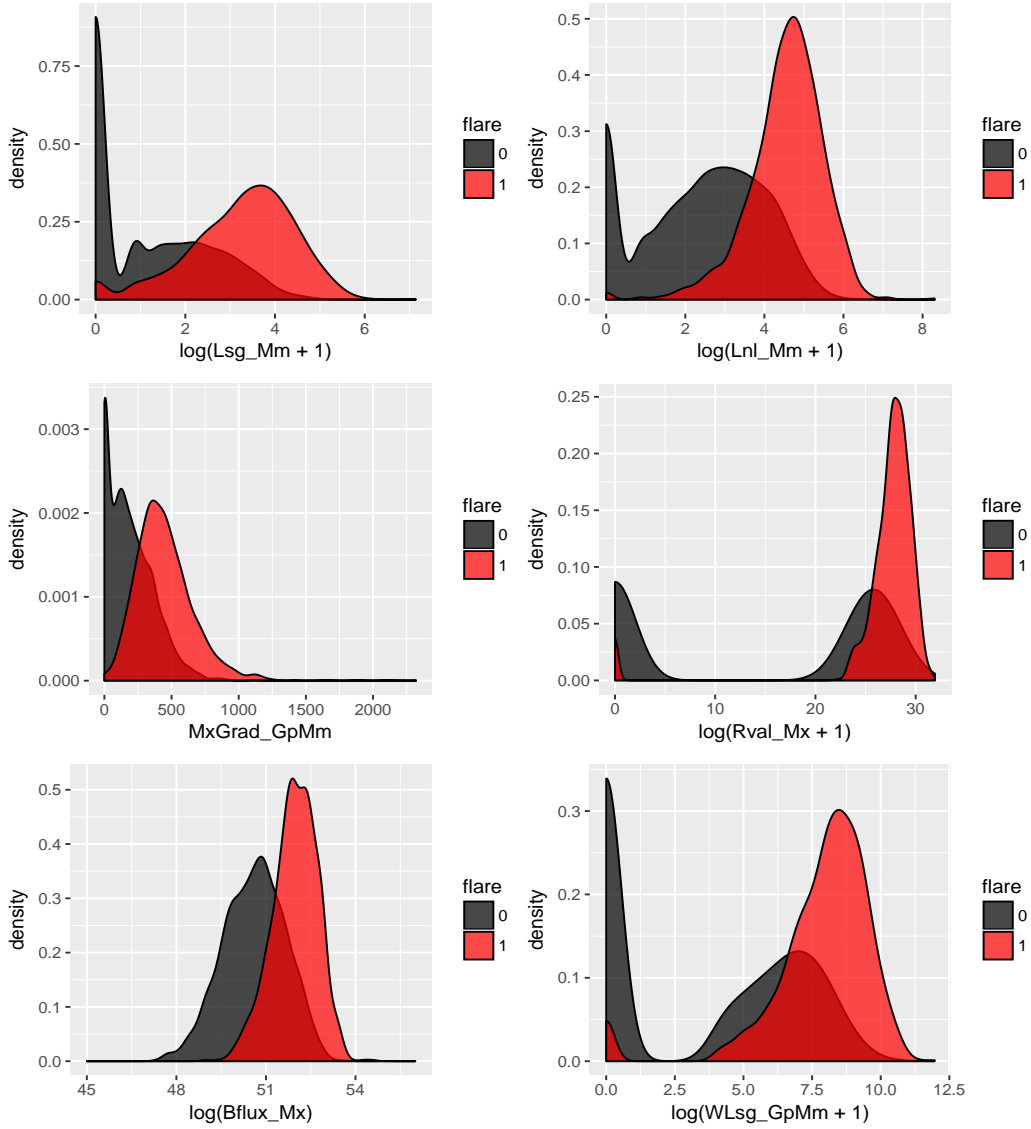 density
0.75
0.50
0.25
0.00
0 2 4 6
log(Lsg_Mm + 1)
flare
0
1
density
0.5
0.4
0.3
0.2
0.1
0.0
0 2 4 6 8
log(Lnl_Mm + 1)
flare
0
1
density
0.003
0.002
0.001
0.000
0 500 1000 1500 2000
MxGrad_GpMm
flare
0
1
density
0.25
0.20
0.15
0.10
0.05
0.00
0 10 20 30
log(Rval_Mx + 1)
flare
0
1
density
0.5
0.4
0.3
0.2
0.1
0.0
45 48 51 54
log(Bflux_Mx)
flare
0
1
density
0.3
0.2
0.1
0.0
0.0 2.5 5.0 7.5 10.0 12.5
log(WLsg_GpMm + 1)
flare
0
1